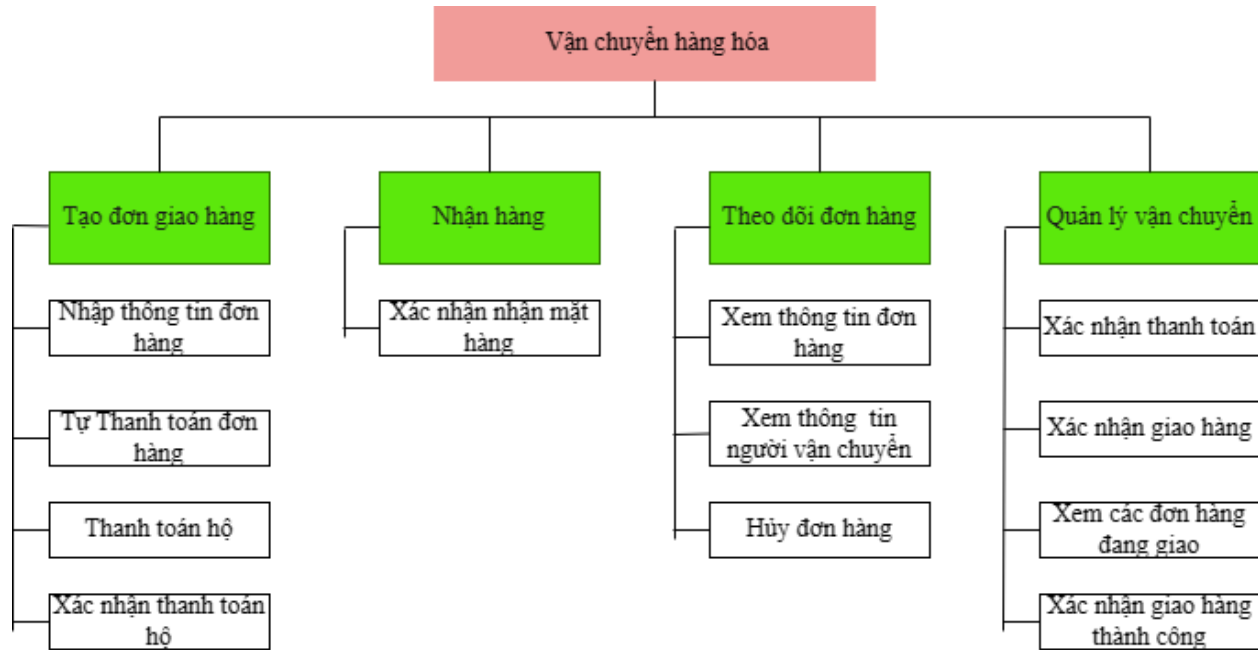 Vận chuyển hàng hóa
Tạo đơn giao hàng
Nhập thông tin đơn
hàng
Tự Thanh toán đơn
hàng
Thanh toán hộ
Xác nhận thanh toán
hộ
Nhận hàng
Xác nhận nhận mặt
hàng
Theo dõi đơn hàng
Xem thông tin đơn
hàng
Xem thông  tin
người vận chuyển
Hủy đơn hàng
Quản lý vận chuyển
Xác nhận thanh toán
Xác nhận giao hàng
Xem các đơn hàng
đang giao
Xác nhận giao hàng
thành công